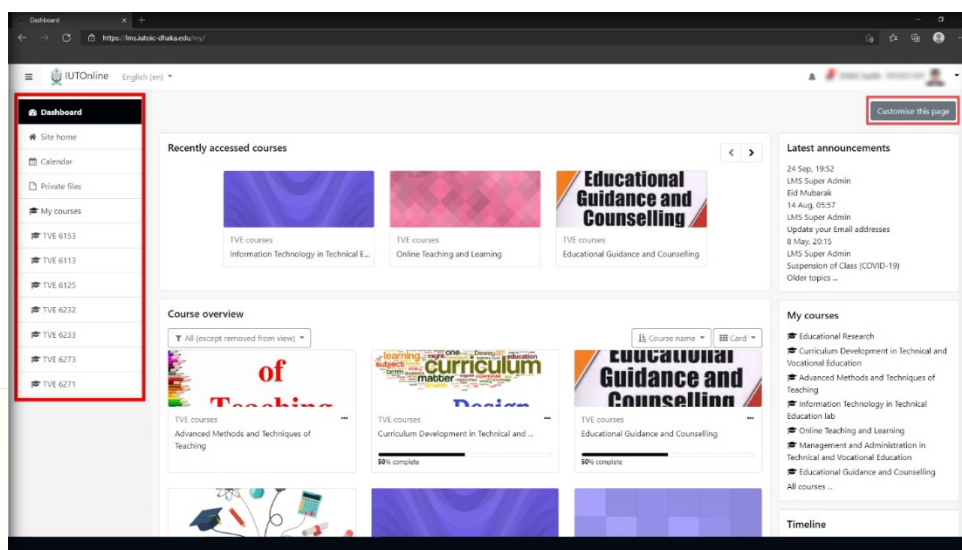 Dashboard
https://lms.iutoic-dhaka.edu/my/
IUTOnline English (en)
Dashboard
Site home
Calendar
Private files
My courses
TVE 6153
TVE 6113
TVE 6125
TVE 6232
TVE 6233
TVE 6273
TVE 6271
Customise this page
Recently accessed courses
TVE courses
Information Technology in Technical E...
TVE courses
Online Teaching and Learning
Educational
Guidance and
Counselling
TVE courses
Educational Guidance and Counselling
Course overview
All (except removed from view)
Course name
Card
of
Teaching
TVE courses
Advanced Methods and Techniques of
Teaching
learning one Dewey education
subject curriculum
term matter
Design
TVE courses
Curriculum Development in Technical and ...
50% complete
Educational
Guidance and
Counselling
TVE courses
Educational Guidance and Counselling
50% complete
Latest announcements
24 Sep, 19:52
LMS Super Admin
Eid Mubarak
14 Aug, 05:57
LMS Super Admin
Update your Email addresses
8 May, 20:15
LMS Super Admin
Suspension of Class (COVID-19)
Older topics ...
My courses
Educational Research
Curriculum Development in Technical and
Vocational Education
Advanced Methods and Techniques of
Teaching
Information Technology in Technical
Education lab
Online Teaching and Learning
Management and Administration in
Technical and Vocational Education
Educational Guidance and Counselling
All courses ...
Timeline